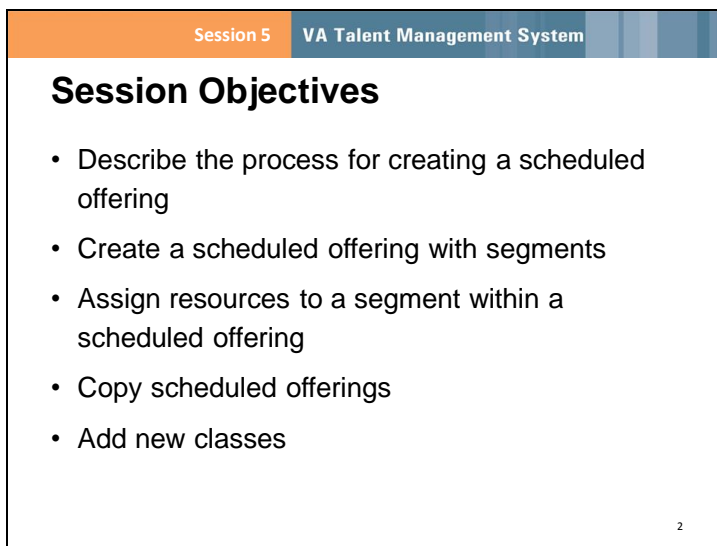 Session 5 VA Talent Management System
Session Objectives
• Describe the process for creating a scheduled
offering
• Create a scheduled offering with segments
• Assign resources to a segment within a
scheduled offering
• Copy scheduled offerings
• Add new classes
2